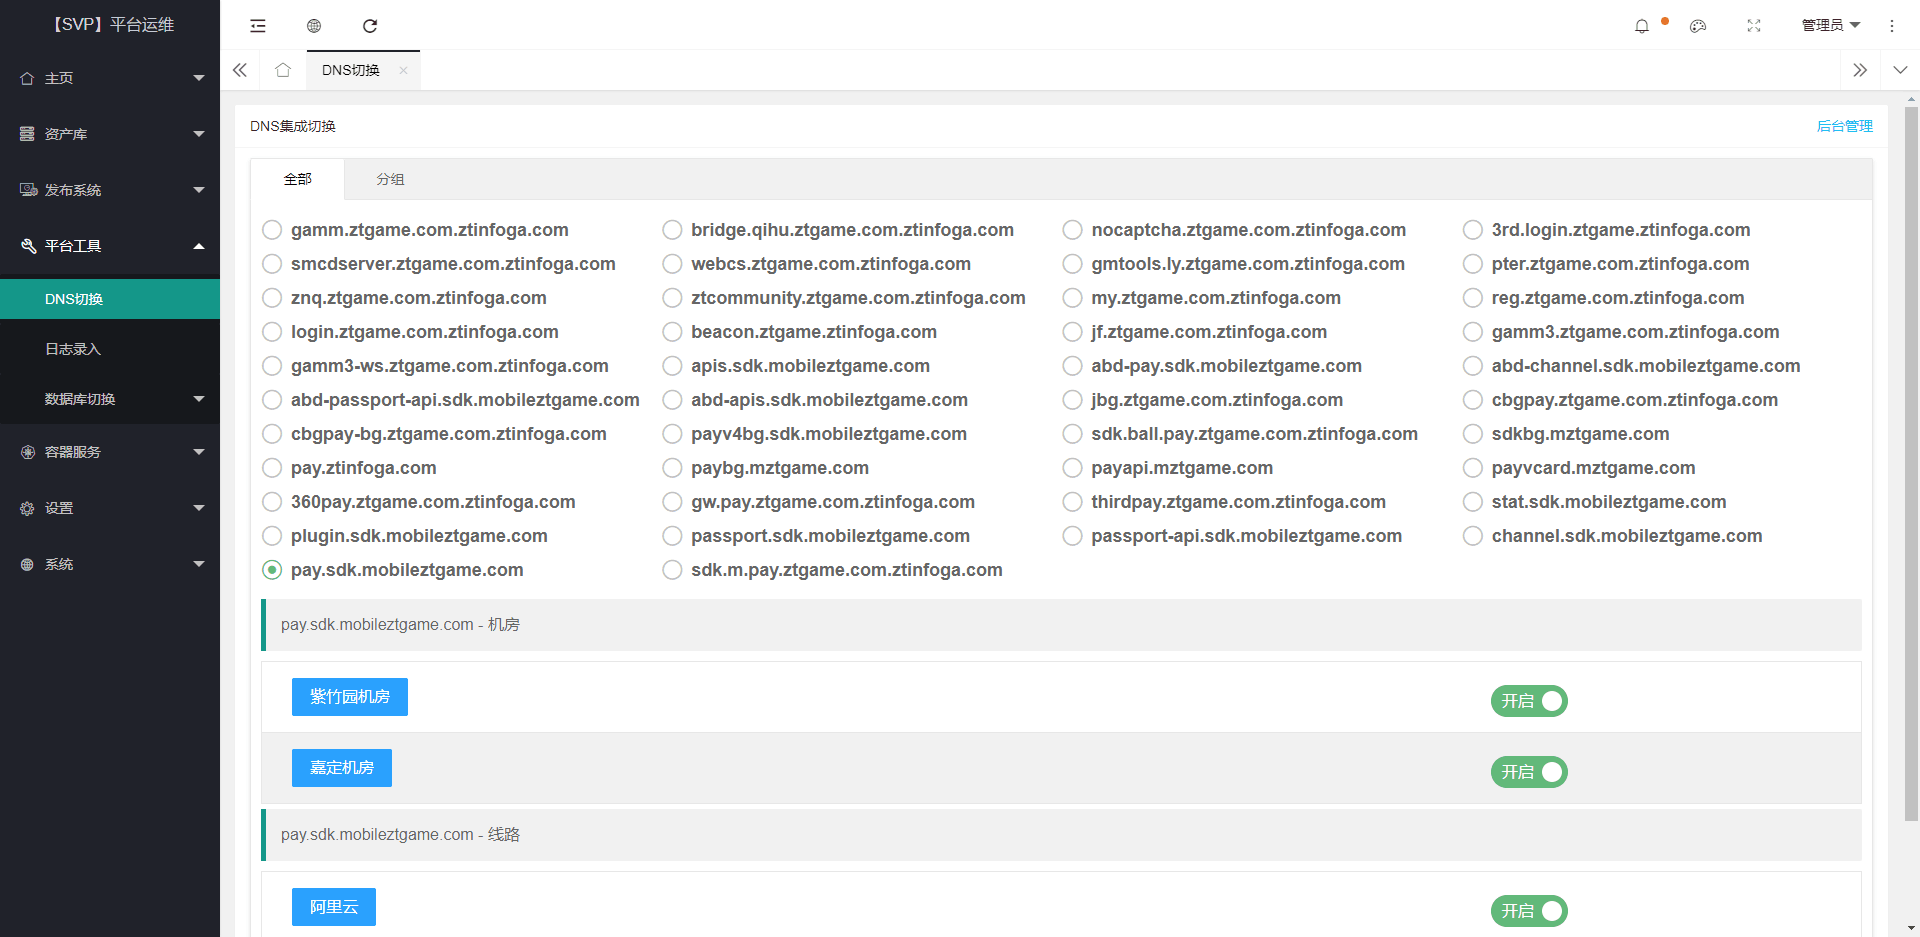 【SVP】平台运维
主页
资产库
发布系统
平台工具
DNS切换
日志录入
数据库切换
容器服务
设置
系统
管理员
DNS切换
DNS集成切换
后台管理
全部 分组
gamm.ztgame.com.ztinfoga.com bridge.qihu.ztgame.com.ztinfoga.com nocaptcha.ztgame.com.ztinfoga.com 3rd.login.ztgame.ztinfoga.com
smcdserver.ztgame.com.ztinfoga.com webcs.ztgame.com.ztinfoga.com gmtools.ly.ztgame.com.ztinfoga.com pter.ztgame.com.ztinfoga.com
znq.ztgame.com.ztinfoga.com ztcommunity.ztgame.com.ztinfoga.com my.ztgame.com.ztinfoga.com reg.ztgame.com.ztinfoga.com
login.ztgame.com.ztinfoga.com beacon.ztgame.ztinfoga.com jf.ztgame.com.ztinfoga.com gamm3.ztgame.com.ztinfoga.com
gamm3-ws.ztgame.com.ztinfoga.com apis.sdk.mobileztgame.com abd-pay.sdk.mobileztgame.com abd-channel.sdk.mobileztgame.com
abd-passport-api.sdk.mobileztgame.com abd-apis.sdk.mobileztgame.com jbg.ztgame.com.ztinfoga.com cbgpay.ztgame.com.ztinfoga.com
cbgpay-bg.ztgame.com.ztinfoga.com payv4bg.sdk.mobileztgame.com sdk.ball.pay.ztgame.com.ztinfoga.com sdkbg.mztgame.com
pay.ztinfoga.com paybg.mztgame.com payapi.mztgame.com payvcard.mztgame.com
360pay.ztgame.com.ztinfoga.com gw.pay.ztgame.com.ztinfoga.com thirdpay.ztgame.com.ztinfoga.com stat.sdk.mobileztgame.com
plugin.sdk.mobileztgame.com passport.sdk.mobileztgame.com passport-api.sdk.mobileztgame.com channel.sdk.mobileztgame.com
pay.sdk.mobileztgame.com sdk.m.pay.ztgame.com.ztinfoga.com
pay.sdk.mobileztgame.com - 机房
紫竹园机房 开启
嘉定机房 开启
pay.sdk.mobileztgame.com - 线路
阿里云 开启